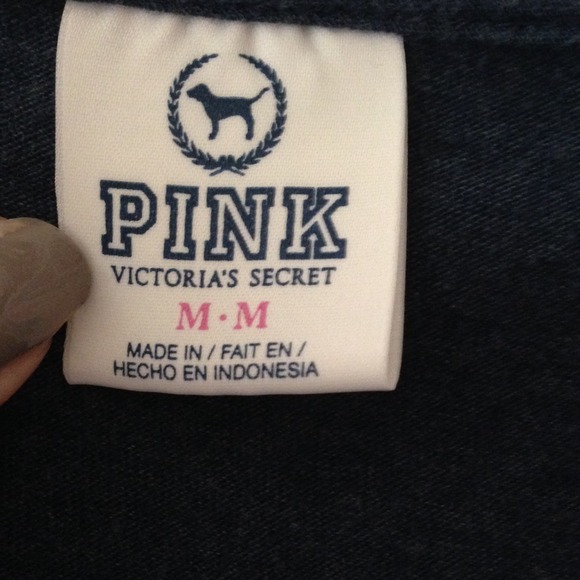 PINK
VICTORIA'S SECRET
M • M
MADE IN / FAIT EN /
HECHO EN INDONESIA